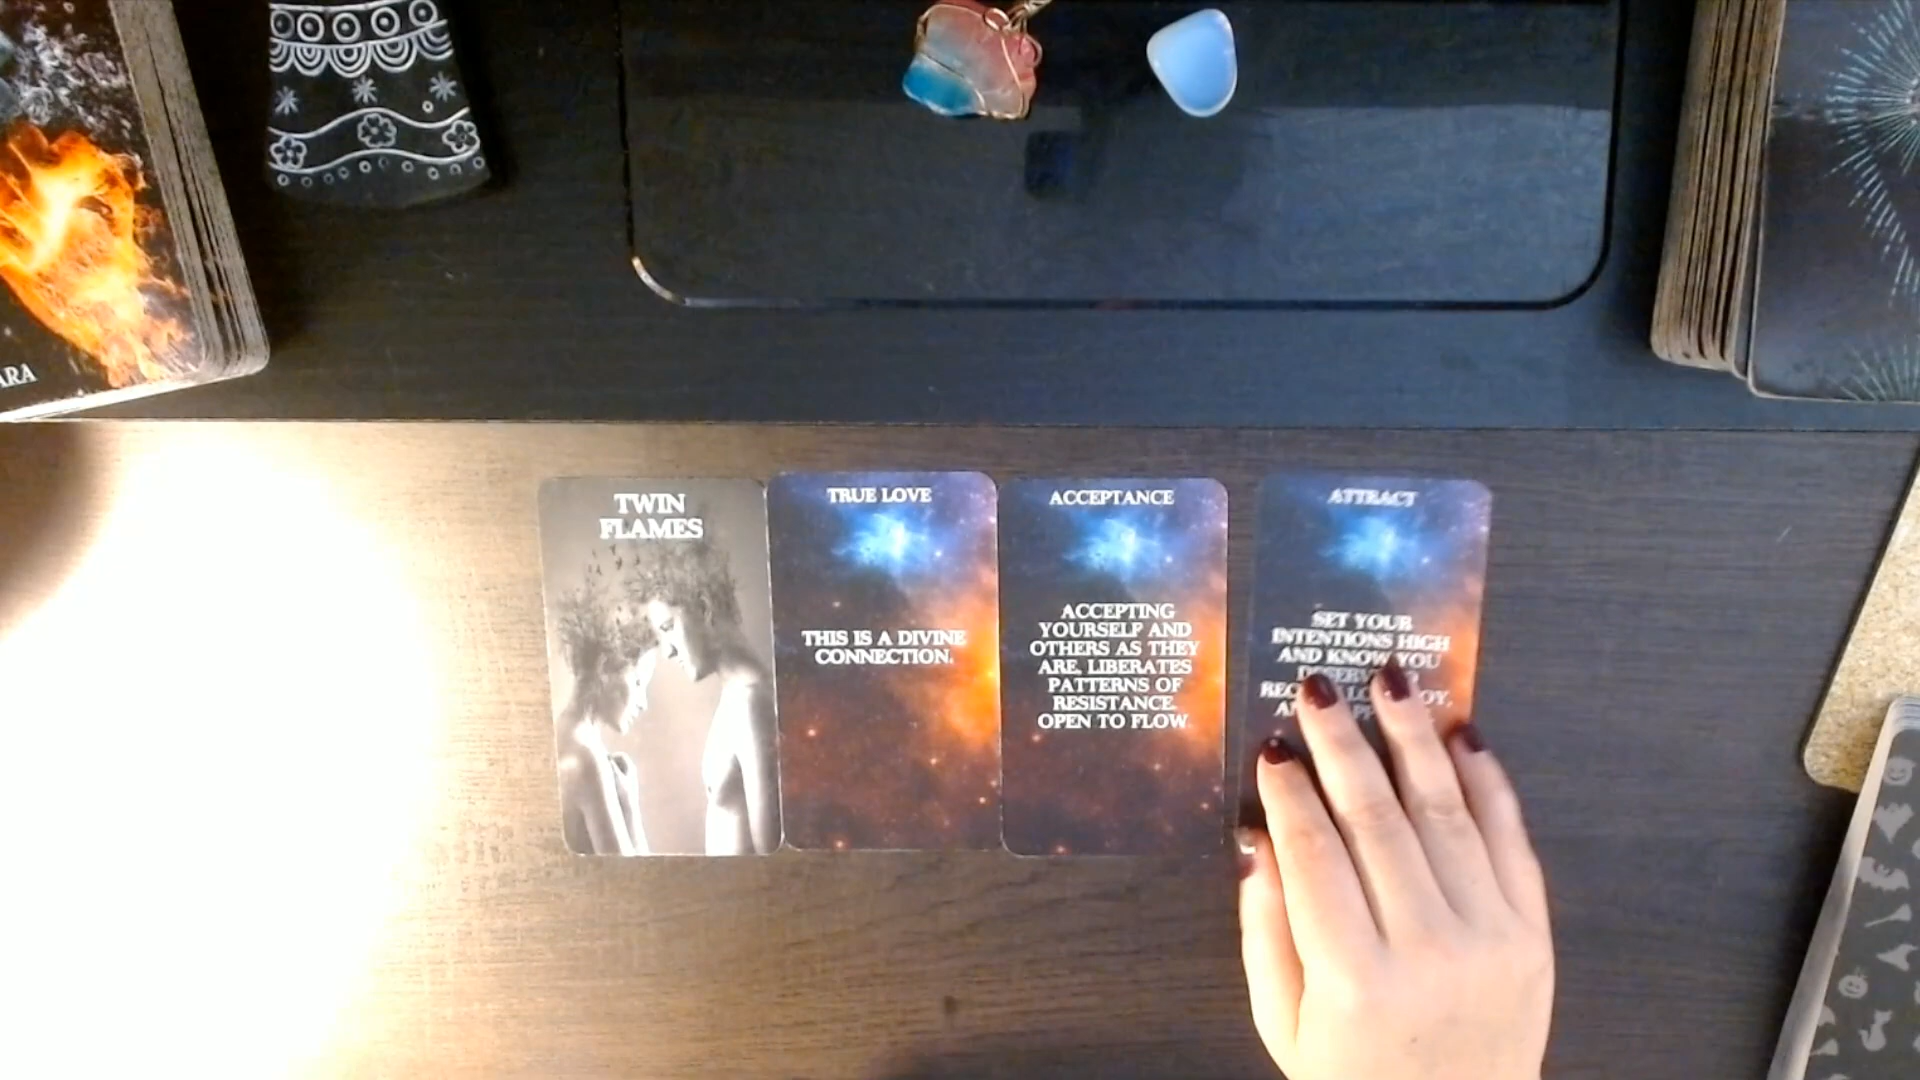 ARA
TWIN
FLAMES
TRUE LOVE
THIS IS A DIVINE
CONNECTION.
ACCEPTANCE
ACCEPTING
YOURSELF AND
OTHERS AS THEY
ARE, LIBERATES
PATTERNS OF
RESISTANCE.
OPEN TO FLOW
ATTRACT
SET YOUR
INTENTIONS HIGH
AND KNOW YOU